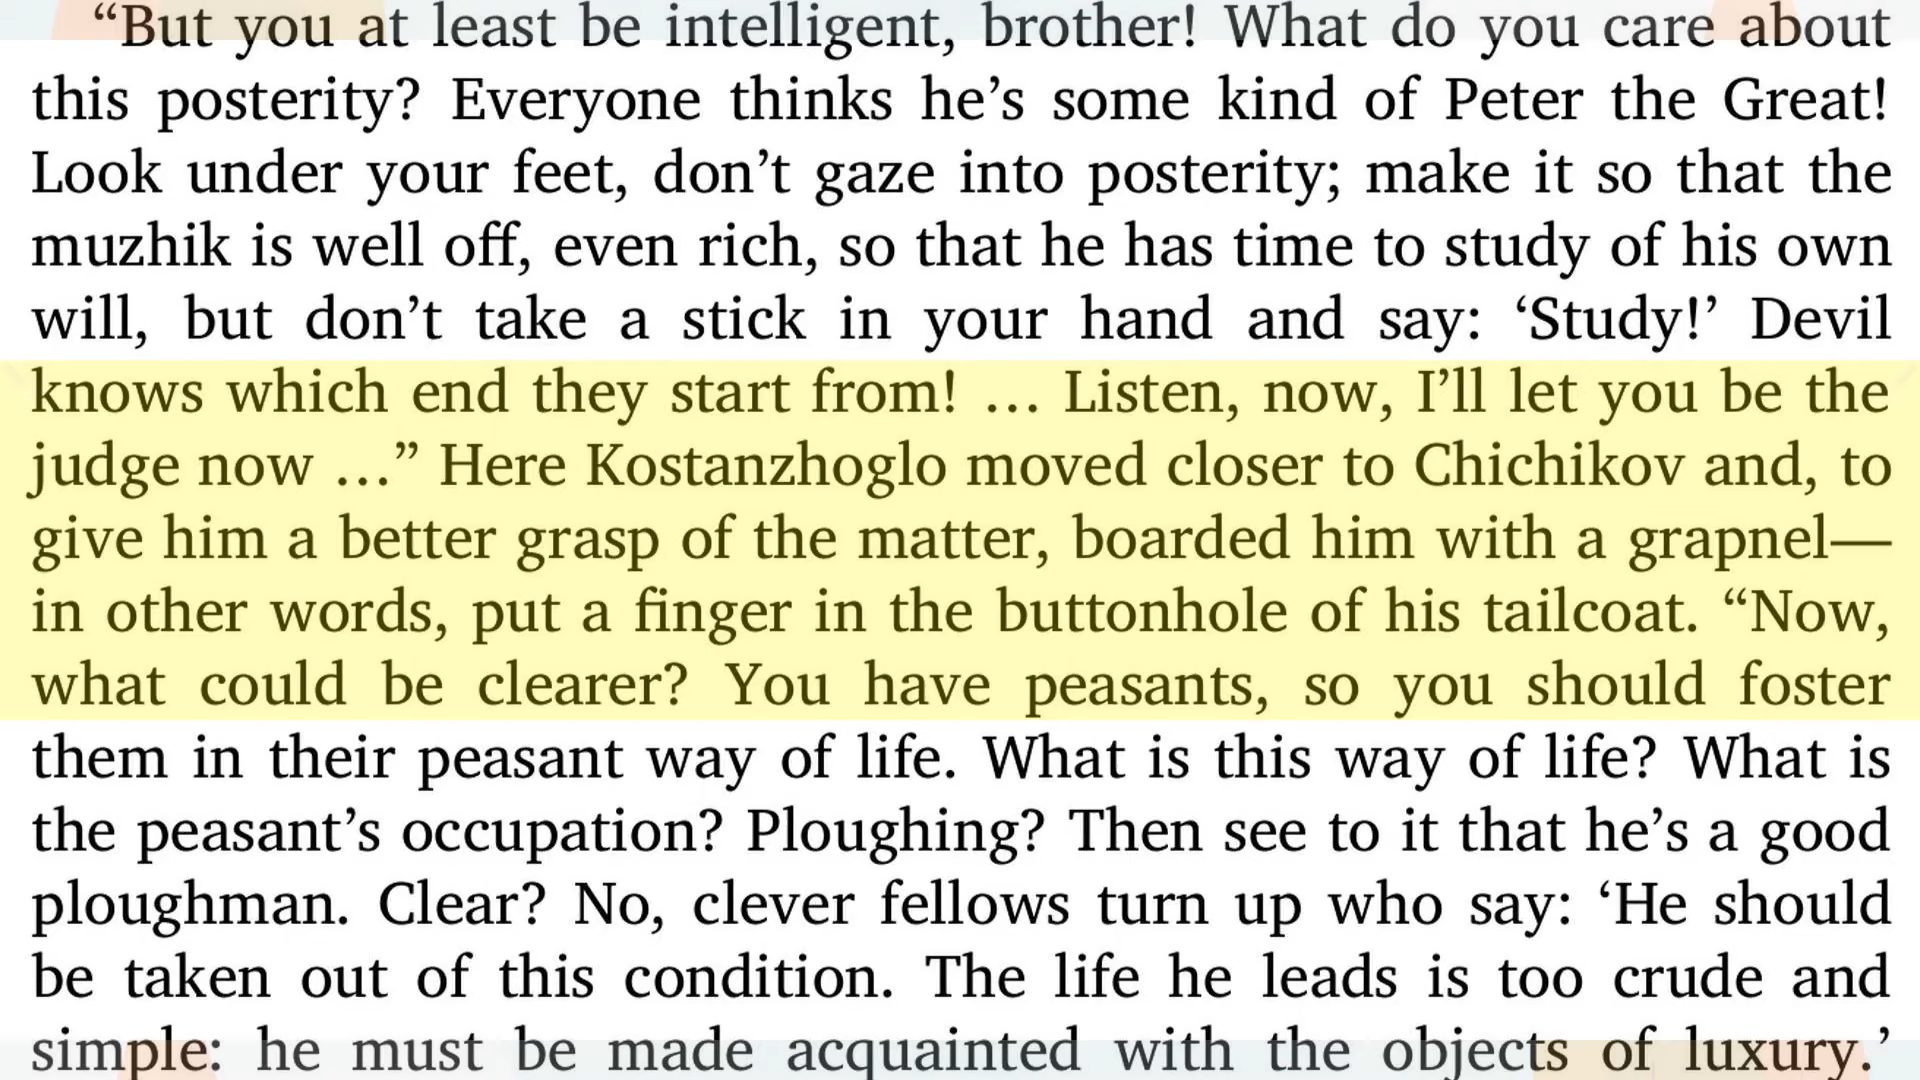 “But you at least be intelligent, brother! What do you care about
this posterity? Everyone thinks he’s some kind of Peter the Great!
Look under your feet, don’t gaze into posterity; make it so that the
muzhik is well off, even rich, so that he has time to study of his own
will, but don’t take a stick in your hand and say: ‘Study!’ Devil
knows which end they start from! … Listen, now, I’ll let you be the
judge now …” Here Kostanzhoglo moved closer to Chichikov and, to
give him a better grasp of the matter, boarded him with a grapnel—
in other words, put a finger in the buttonhole of his tailcoat. “Now,
what could be clearer? You have peasants, so you should foster
them in their peasant way of life. What is this way of life? What is
the peasant’s occupation? Ploughing? Then see to it that he’s a good
ploughman. Clear? No, clever fellows turn up who say: ‘He should
be taken out of this condition. The life he leads is too crude and
simple: he must be made acquainted with the objects of luxury.’